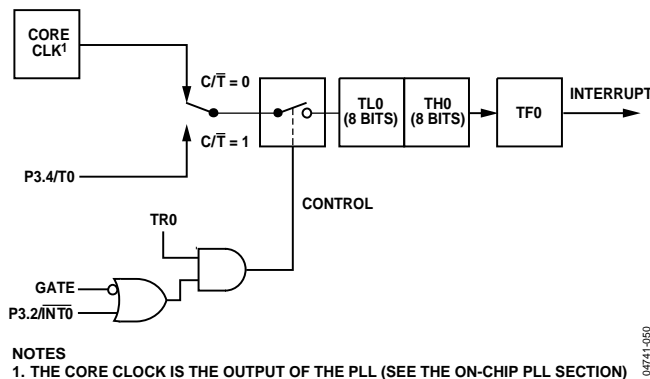 CORE
CLK¹
C/T̅ = 0
C/T̅ = 1
P3.4/T0
TL0
(8 BITS)
TH0
(8 BITS)
TF0
INTERRUPT
CONTROL
TR0
GATE
P3.2/I̅N̅T̅0̅
NOTES
1. THE CORE CLOCK IS THE OUTPUT OF THE PLL (SEE THE ON-CHIP PLL SECTION)
04741-050